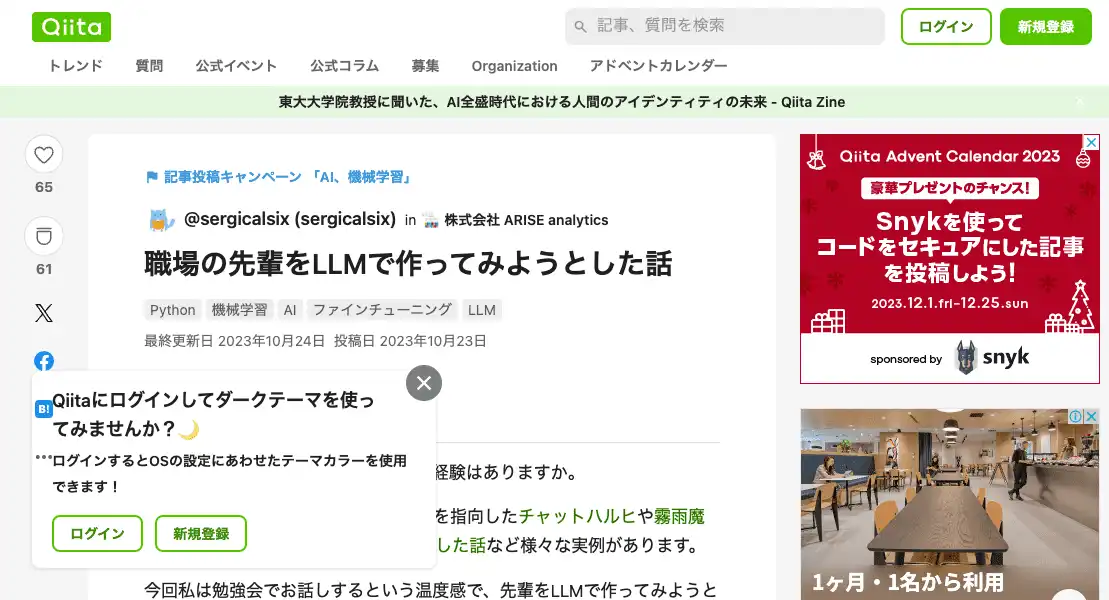 Qiita
記事、質問を検索
ログイン
新規登録
トレンド 質問 公式イベント 公式コラム 募集 Organization アドベントカレンダー
東大大学院教授に聞いた、AI全盛時代における人間のアイデンティティの未来 - Qiita Zine
65
61
記事投稿キャンペーン 「AI、機械学習」
@sergicalsix (sergicalsix) in 株式会社 ARISE analytics
職場の先輩をLLMで作ってみようとした話
Python 機械学習 AI ファインチューニング LLM
最終更新日 2023年10月24日 投稿日 2023年10月23日
B!
Qiitaにログインしてダークテーマを使っ
てみませんか？🌙
ログインするとOSの設定にあわせたテーマカラーを使用
できます！
ログイン 新規登録
経験はありますか。
を指向したチャットハルヒや霧雨魔
した話など様々な実例があります。
今回私は勉強会でお話しするという温度感で、先輩をLLMで作ってみようと
Qiita Advent Calendar 2023
豪華プレゼントのチャンス!
Snykを使って
コードをセキュアにした記事
を投稿しよう!
2023.12.1.fri-12.25.sun
sponsored by snyk
1ヶ月・1名から利用